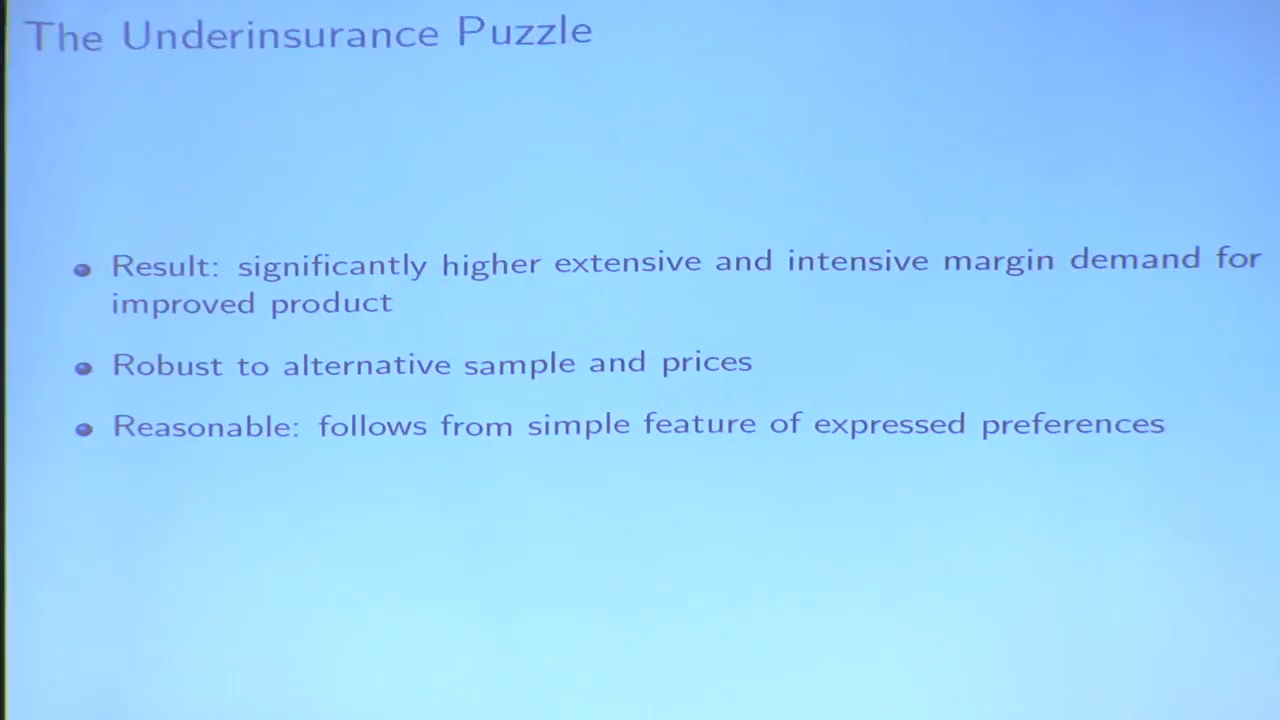 The Underinsurance Puzzle
Result: significantly higher extensive and intensive margin demand for
improved product
Robust to alternative sample and prices
Reasonable: follows from simple feature of expressed preferences